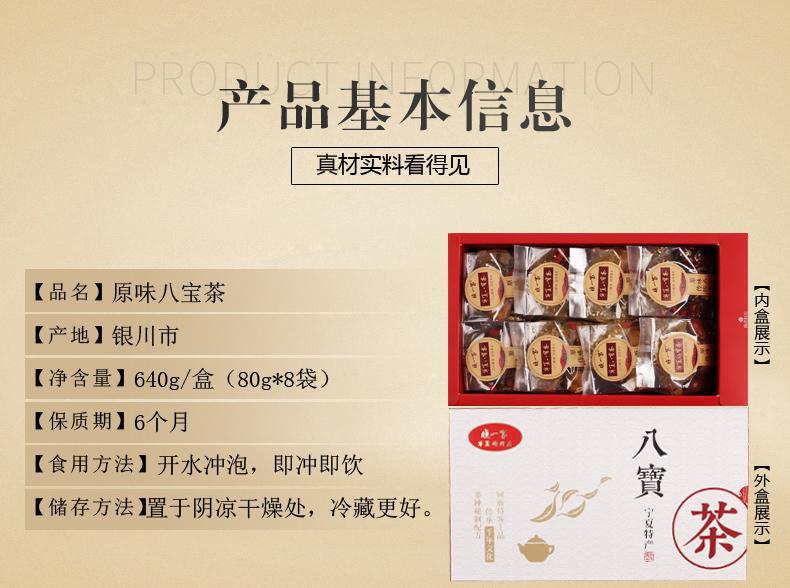 PRODUCT INFORMATION
产品基本信息
真材实料看得见
【品名】原味八宝茶
【产地】银川市
【净含量】640g/盒（80g*8袋）
【保质期】6个月
【食用方法】开水冲泡，即冲即饮
【储存方法】置于阴凉干燥处，冷藏更好。
【内盒展示】
【外盒展示】
八寶
茶
宁夏特产